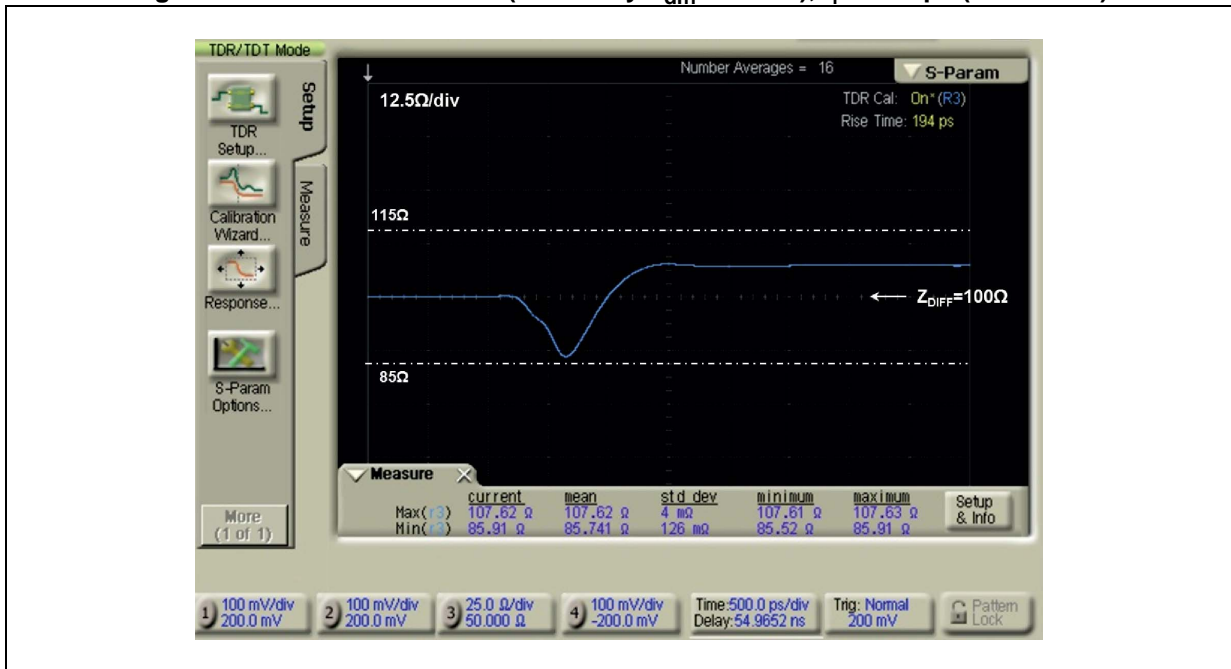 TDR/TDT Mode
Setup
Measure
TDR
Setup...
Calibration
Wizard...
Response...
S-Param
Options...
More
(1 of 1)
Number Averages = 16
S-Param
12.5Ω/div
TDR Cal: On*(R3)
Rise Time: 194 ps
115Ω
Z_DIFF=100Ω
85Ω
Measure
current mean std dev minimum maximum
Max(r3) 107.62 Ω 107.62 Ω 4 mΩ 107.61 Ω 107.63 Ω
Min(r3) 85.91 Ω 85.741 Ω 126 mΩ 85.52 Ω 85.91 Ω
Setup
& Info
1 100 mV/div
200.0 mV
2 100 mV/div
200.0 mV
3 25.0 Ω/div
50.000 Ω
4 100 mV/div
-200.0 mV
Time:500.0 ps/div
Delay:54.9652 ns
Trig: Normal
200 mV
Pattern
Lock